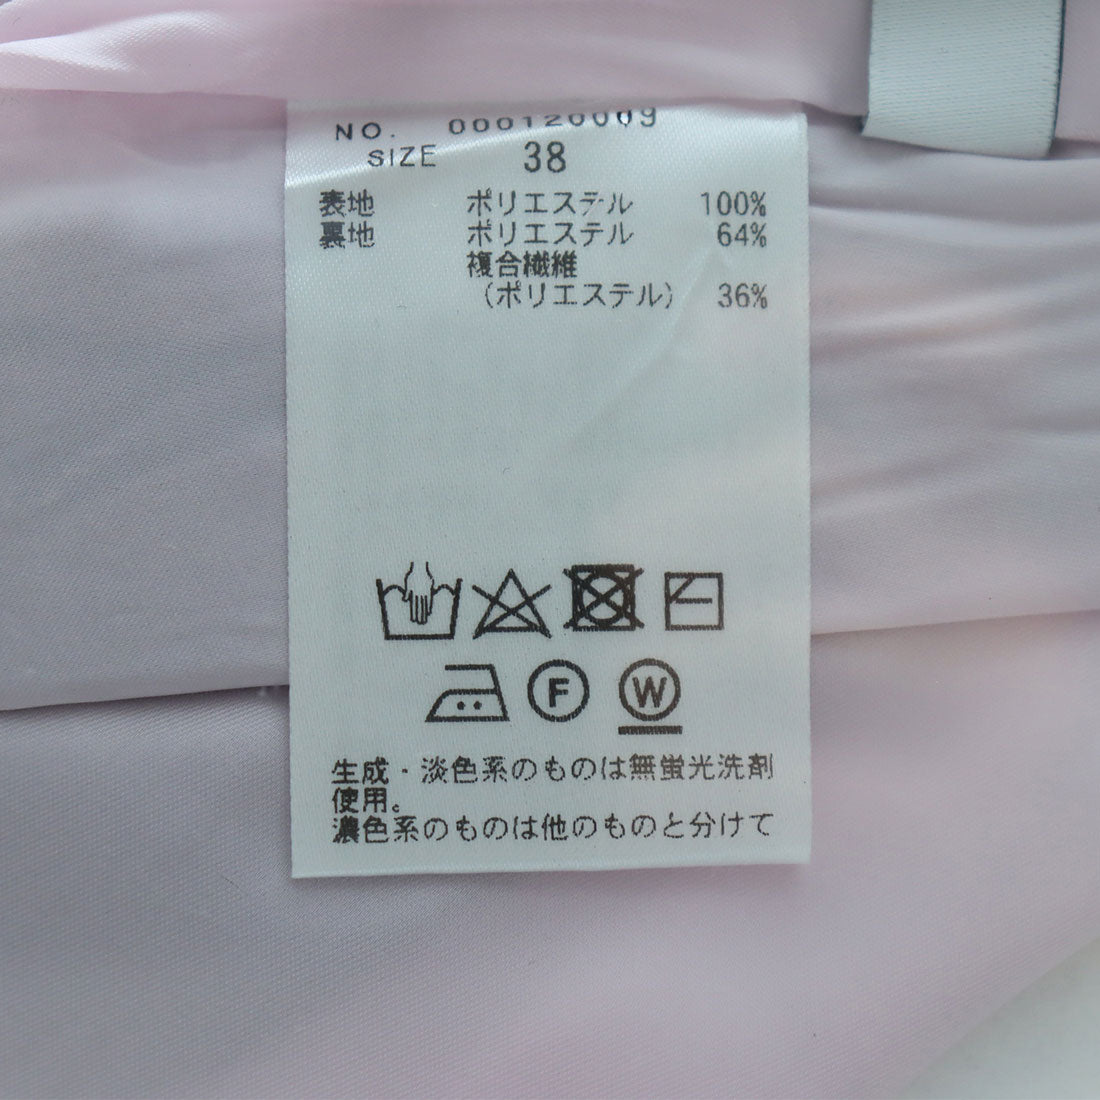 NO. 000120009
SIZE 38
表地 ポリエステル 100%
裏地 ポリエステル 64%
複合繊維
(ポリエステル) 36%
F W
生成・淡色系のものは無蛍光洗剤
使用。
濃色系のものは他のものと分けて